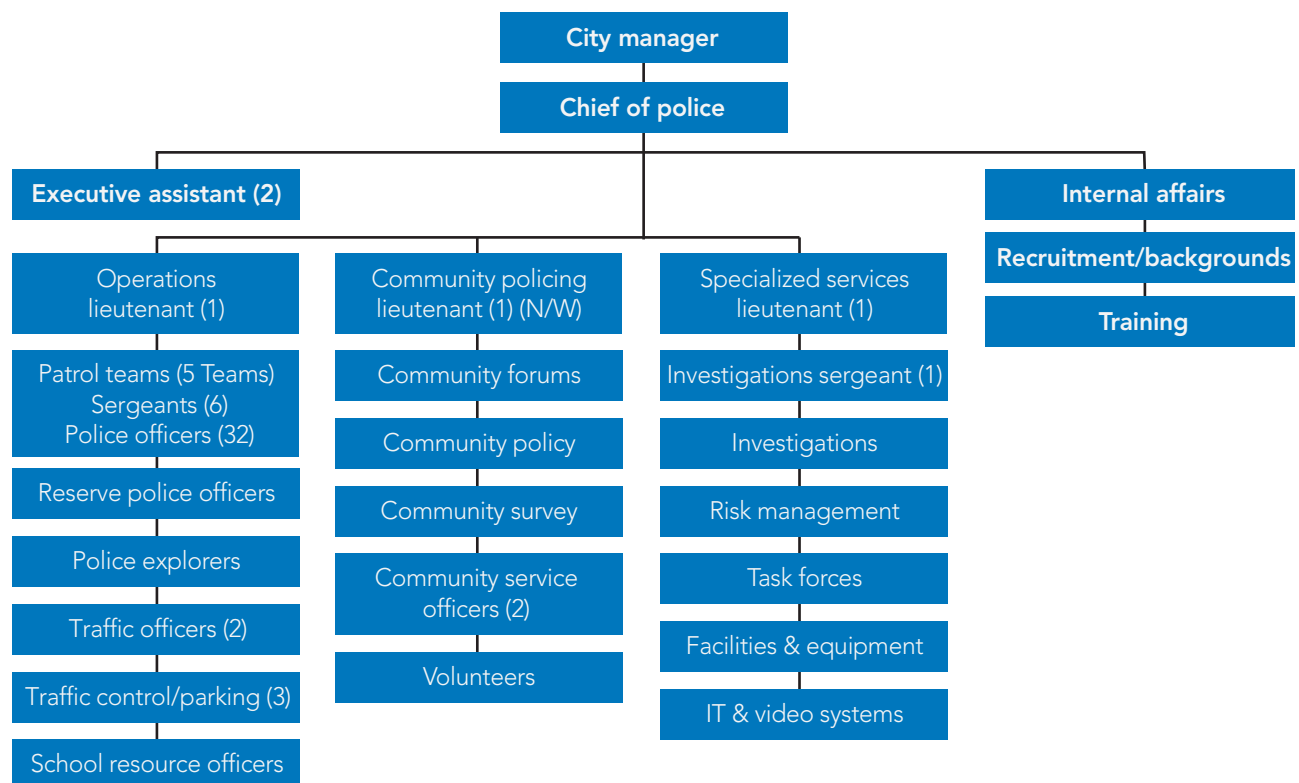 City manager
Chief of police
Executive assistant (2)
Internal affairs
Recruitment/backgrounds
Training
Operations
lieutenant (1)
Patrol teams (5 Teams)
Sergeants (6)
Police officers (32)
Reserve police officers
Police explorers
Traffic officers (2)
Traffic control/parking (3)
School resource officers
Community policing
lieutenant (1) (N/W)
Community forums
Community policy
Community survey
Community service
officers (2)
Volunteers
Specialized services
lieutenant (1)
Investigations sergeant (1)
Investigations
Risk management
Task forces
Facilities & equipment
IT & video systems